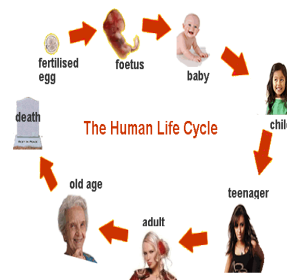 fertilised
egg
foetus
baby
chil
teenager
adult
old age
death
The Human Life Cycle